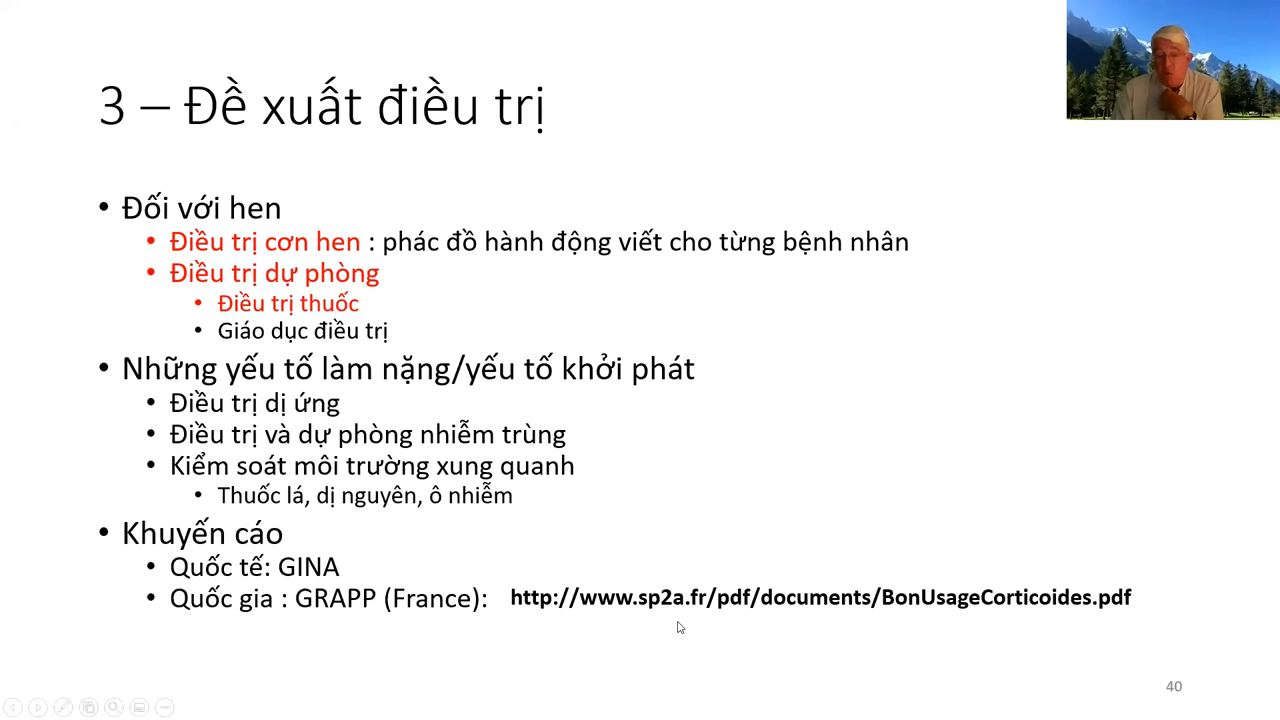 3 – Đề xuất điều trị
• Đối với hen
• Điều trị cơn hen : phác đồ hành động viết cho từng bệnh nhân
• Điều trị dự phòng
• Điều trị thuốc
• Giáo dục điều trị
• Những yếu tố làm nặng/yếu tố khởi phát
• Điều trị dị ứng
• Điều trị và dự phòng nhiễm trùng
• Kiểm soát môi trường xung quanh
• Thuốc lá, dị nguyên, ô nhiễm
• Khuyến cáo
• Quốc tế: GINA
• Quốc gia : GRAPP (France): http://www.sp2a.fr/pdf/documents/BonUsageCorticoides.pdf
40